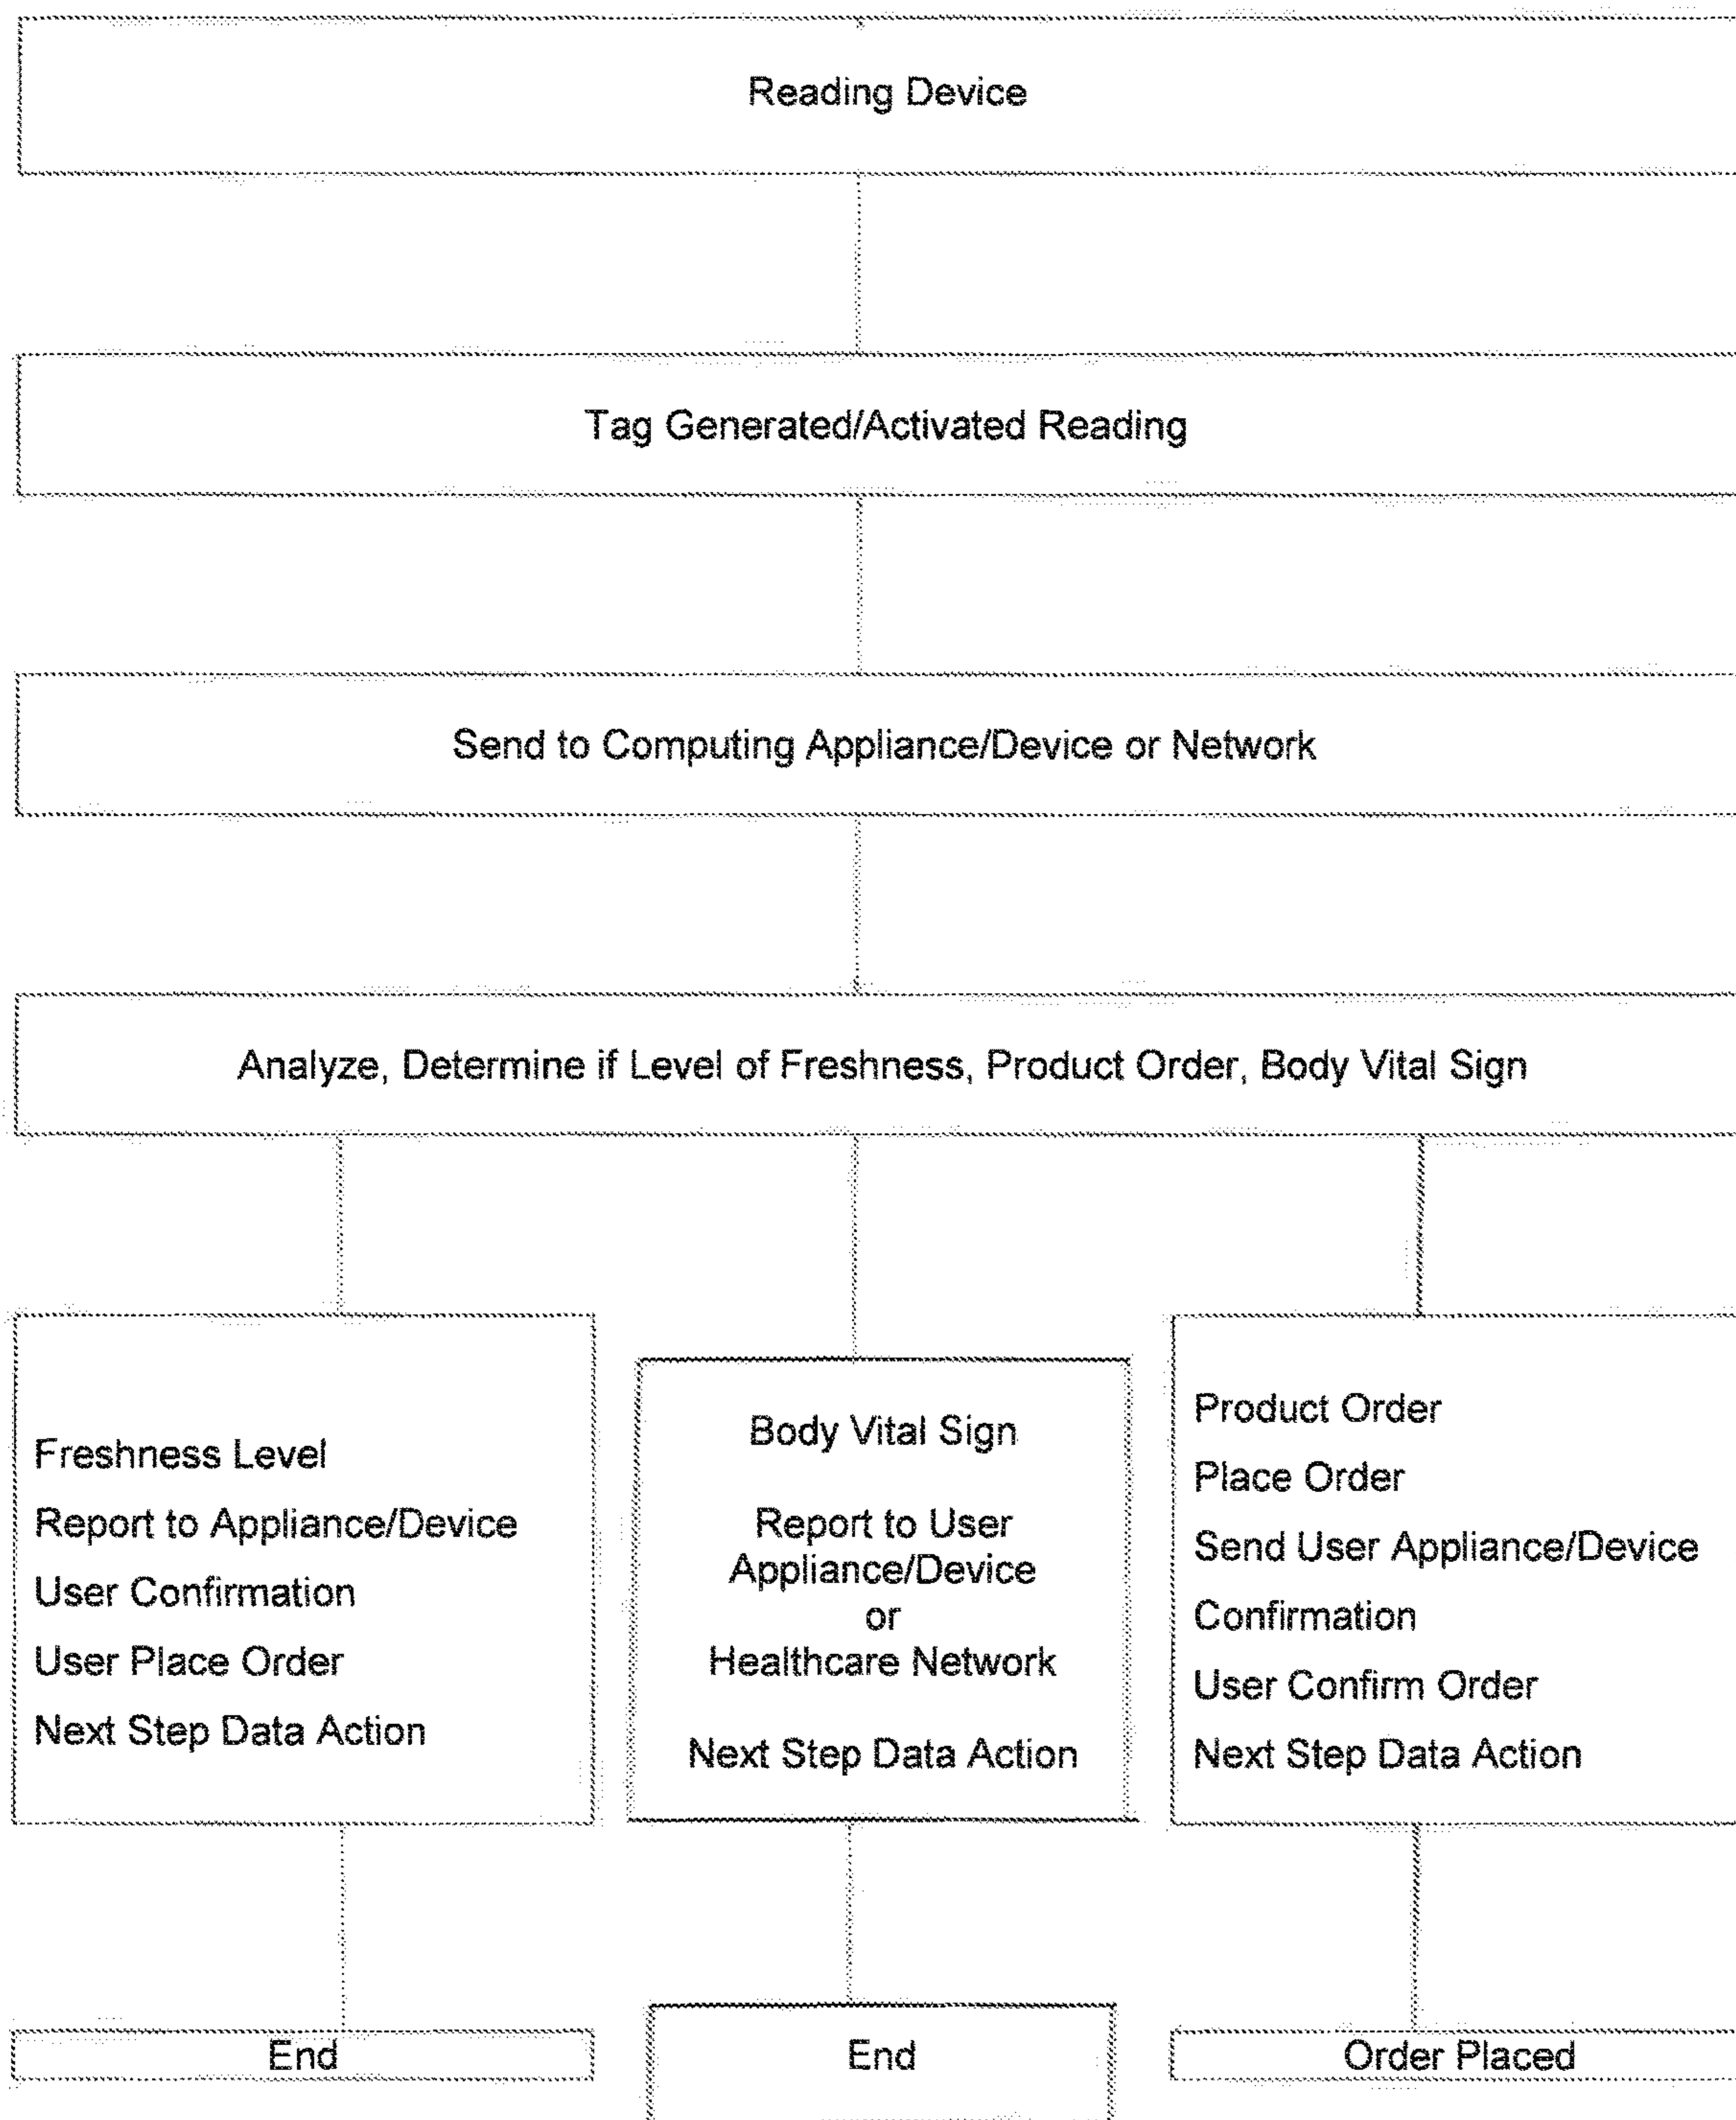 Reading Device
Tag Generated/Activated Reading
Send to Computing Appliance/Device or Network
Analyze, Determine if Level of Freshness, Product Order, Body Vital Sign
Freshness Level
Report to Appliance/Device
User Confirmation
User Place Order
Next Step Data Action
Body Vital Sign
Report to User
Appliance/Device
or
Healthcare Network
Next Step Data Action
Product Order
Place Order
Send User Appliance/Device
Confirmation
User Confirm Order
Next Step Data Action
End
End
Order Placed